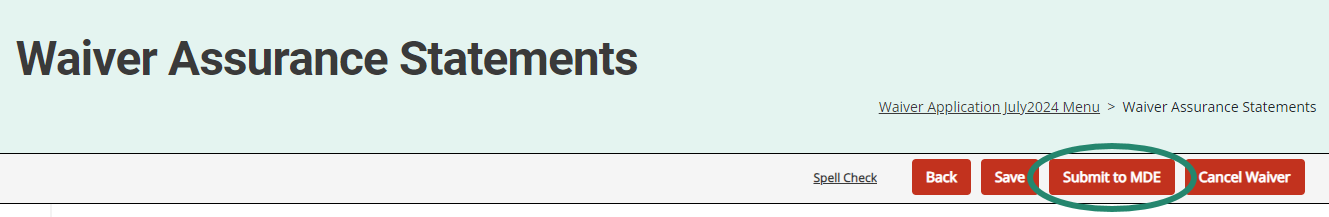 Waiver Assurance Statements
Waiver Application July2024 Menu > Waiver Assurance Statements
Spell Check Back Save Submit to MDE Cancel Waiver